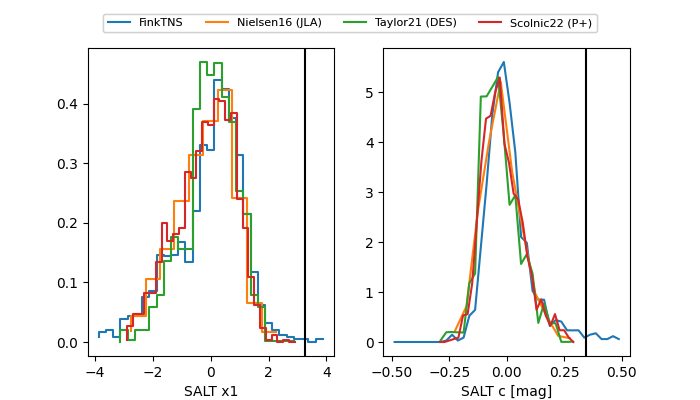 FinkTNS Nielsen16 (JLA) Taylor21 (DES) Scolnic22 (P+)
0.4
0.3
0.2
0.1
0.0
−4 −2 0 2 4
SALT x1
5
4
3
2
1
0
−0.50 −0.25 0.00 0.25 0.50
SALT c [mag]